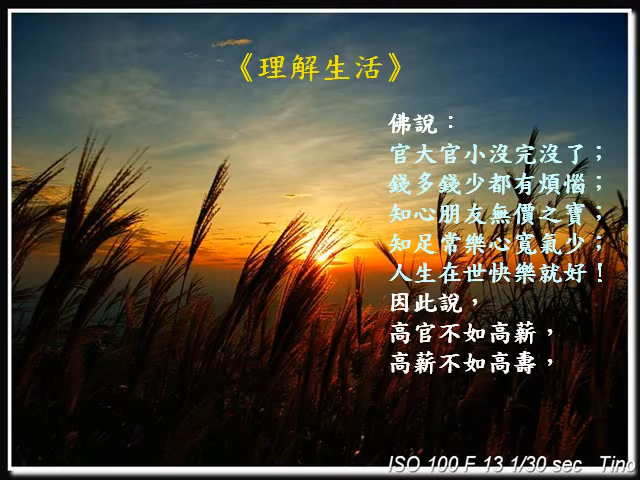 《理解生活》
佛說：
官大官小沒完沒了；
錢多錢少都有煩惱；
知心朋友無價之寶；
知足常樂心寬氣少；
人生在世快樂就好！
因此說，
高官不如高薪，
高薪不如高壽，
ISO 100 F 13 1/30 sec Tino